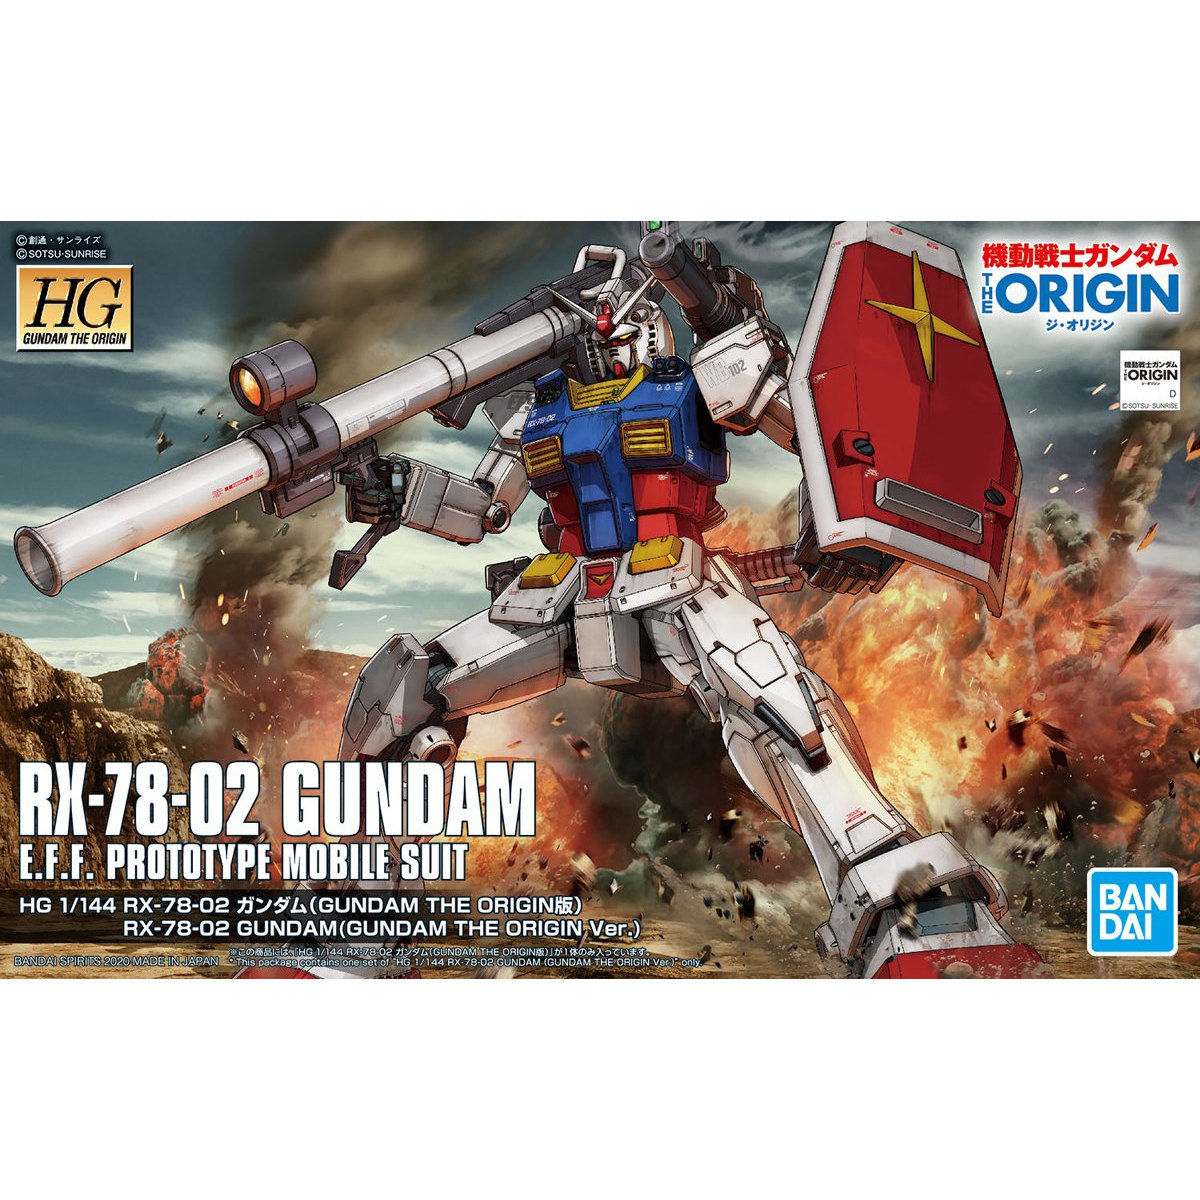 ©創通・サンライズ
©SOTSU・SUNRISE
HG
GUNDAM THE ORIGIN
機動戦士ガンダム
THE ORIGIN
ジ・オリジン
機動戦士ガンダム
THE ORIGIN
ジ・オリジン
D
©SOTSU・SUNRISE
WB
102
RX-78-02
RX-78-02 GUNDAM
E.F.F. PROTOTYPE MOBILE SUIT
HG 1/144 RX-78-02 ガンダム(GUNDAM THE ORIGIN版)
RX-78-02 GUNDAM(GUNDAM THE ORIGIN Ver.)
※この商品には、「HG 1/144 RX-78-02 ガンダム(GUNDAM THE ORIGIN版)」が1体のみ入っています。
BANDAI SPIRITS 2020 MADE IN JAPAN
* This package contains one set of "HG 1/144 RX-78-02 GUNDAM (GUNDAM THE ORIGIN Ver.)" only.
BAN
DAI